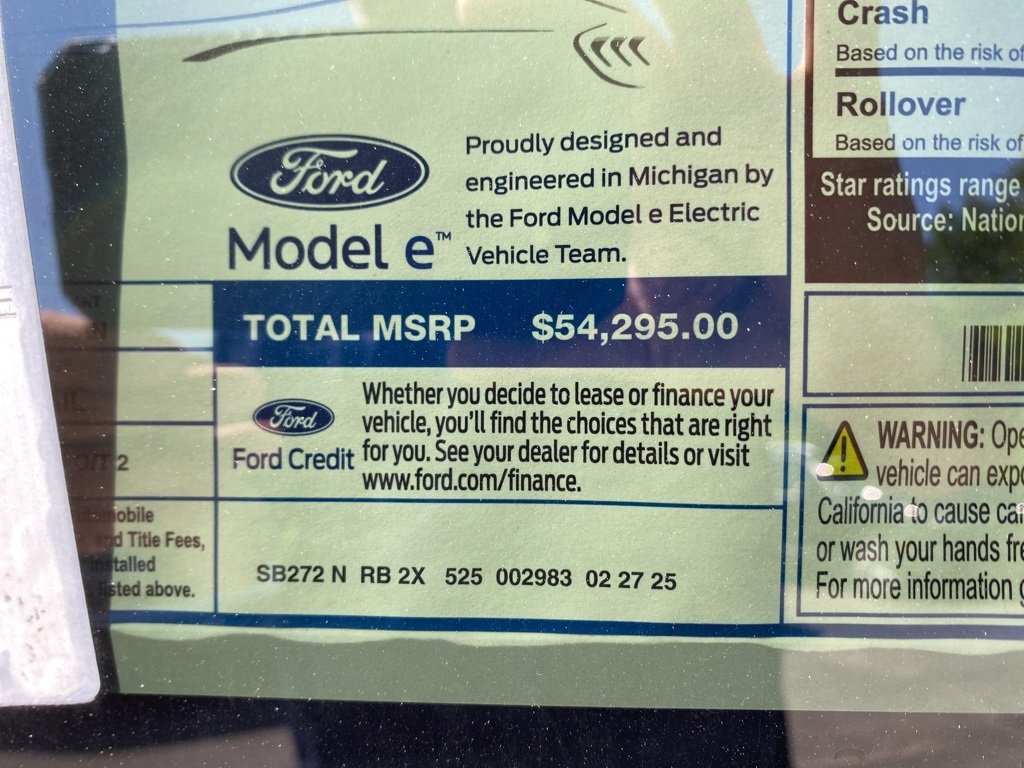 Ford
Model e™
Proudly designed and
engineered in Michigan by
the Ford Model e Electric
Vehicle Team.
TOTAL MSRP $54,295.00
Ford
Ford Credit
Whether you decide to lease or finance your
vehicle, you'll find the choices that are right
for you. See your dealer for details or visit
www.ford.com/finance.
SB272 N RB 2X 525 002983 02 27 25
2
and Title Fees,
installed
listed above.
Crash
Based on the risk of
Rollover
Based on the risk of
Star ratings range
Source:
WARNING:
vehicle can
California to cause
or wash your hands
For more information